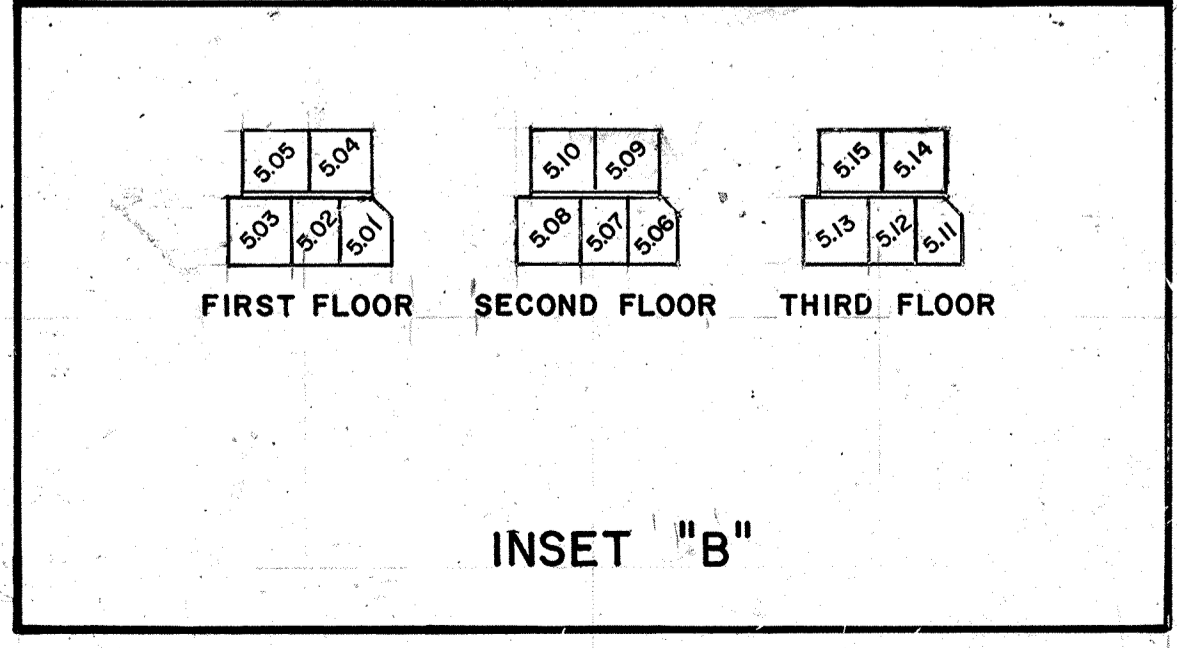 5.05 5.04
5.03 5.02 5.01
FIRST FLOOR
5.10 5.09
5.08 5.07 5.06
SECOND FLOOR
5.15 5.14
5.13 5.12 5.11
THIRD FLOOR
INSET "B"